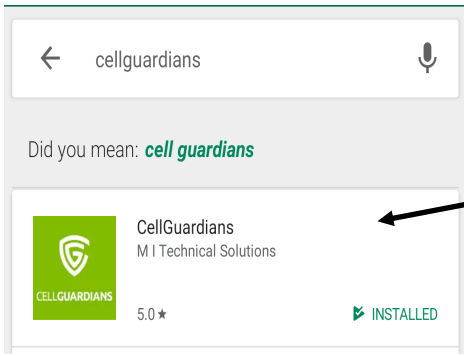 cellguardians
Did you mean: cell guardians
CellGuardians
M I Technical Solutions
CELLGUARDIANS
5.0★
INSTALLED